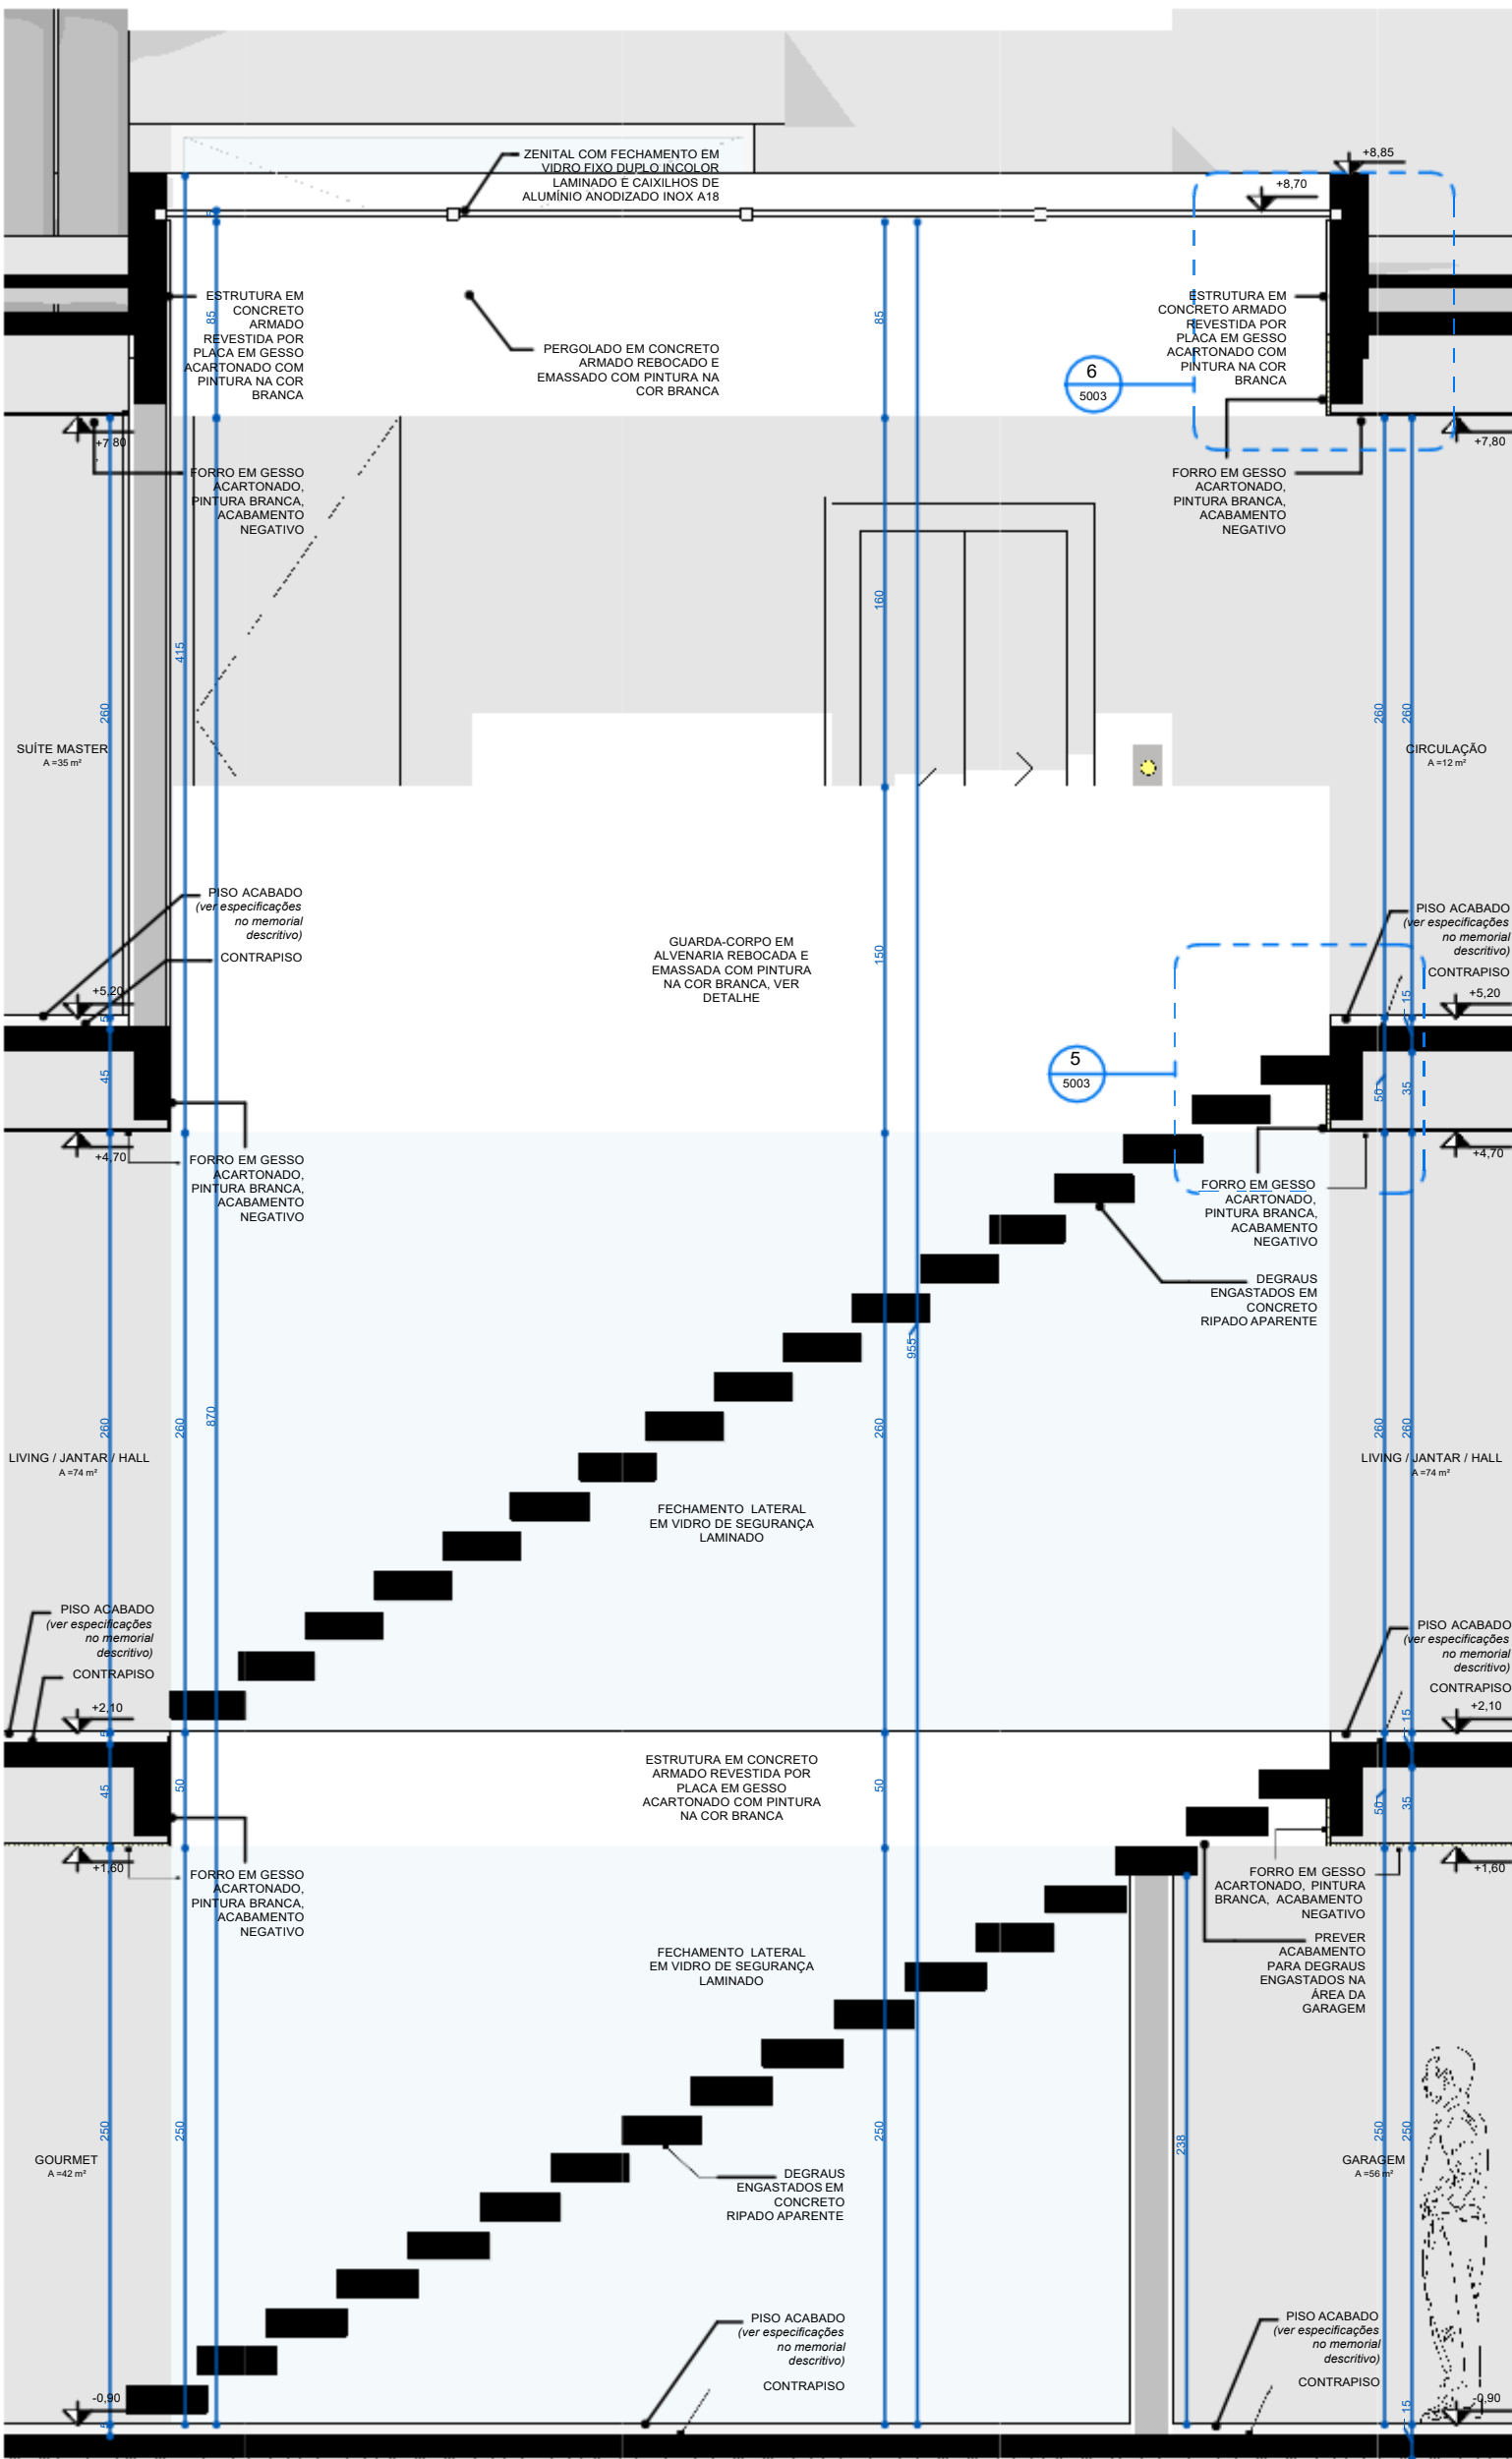 ZENITAL COM FECHAMENTO EM
VIDRO FIXO DUPLO INCOLOR
LAMINADO E CAIXILHOS DE
ALUMÍNIO ANODIZADO INOX A18
+8,85
+8,70
5
ESTRUTURA EM
CONCRETO
ARMADO
REVESTIDA POR
PLACA EM GESSO
ACARTONADO COM
PINTURA NA COR
BRANCA
85
PERGOLADO EM CONCRETO
ARMADO REBOCADO E
EMASSADO COM PINTURA NA
COR BRANCA
85
ESTRUTURA EM
CONCRETO ARMADO
REVESTIDA POR
PLACA EM GESSO
ACARTONADO COM
PINTURA NA COR
BRANCA
6
5003
+7,80
+7,80
FORRO EM GESSO
ACARTONADO,
PINTURA BRANCA,
ACABAMENTO
NEGATIVO
FORRO EM GESSO
ACARTONADO,
PINTURA BRANCA,
ACABAMENTO
NEGATIVO
160
415
260
260
260
SUÍTE MASTER
A =35 m²
CIRCULAÇÃO
A =12 m²
PISO ACABADO
(ver especificações
no memorial
descritivo)
CONTRAPISO
GUARDA-CORPO EM
ALVENARIA REBOCADA E
EMASSADA COM PINTURA
NA COR BRANCA, VER
DETALHE
150
PISO ACABADO
(ver especificações
no memorial
descritivo)
CONTRAPISO
+5,20
+5,20
5
15
45
5
5003
50
35
+4,70
+4,70
FORRO EM GESSO
ACARTONADO,
PINTURA BRANCA,
ACABAMENTO
NEGATIVO
FORRO EM GESSO
ACARTONADO,
PINTURA BRANCA,
ACABAMENTO
NEGATIVO
DEGRAUS
ENGASTADOS EM
CONCRETO
RIPADO APARENTE
955
260
260
870
260
260
260
LIVING / JANTAR / HALL
A =74 m²
LIVING / JANTAR / HALL
A =74 m²
FECHAMENTO LATERAL
EM VIDRO DE SEGURANÇA
LAMINADO
PISO ACABADO
(ver especificações
no memorial
descritivo)
CONTRAPISO
PISO ACABADO
(ver especificações
no memorial
descritivo)
CONTRAPISO
+2,10
+2,10
5
15
ESTRUTURA EM CONCRETO
ARMADO REVESTIDA POR
PLACA EM GESSO
ACARTONADO COM PINTURA
NA COR BRANCA
45
50
50
50
35
+1,60
+1,60
FORRO EM GESSO
ACARTONADO,
PINTURA BRANCA,
ACABAMENTO
NEGATIVO
FORRO EM GESSO
ACARTONADO, PINTURA
BRANCA, ACABAMENTO
NEGATIVO
PREVER
ACABAMENTO
PARA DEGRAUS
ENGASTADOS NA
ÁREA DA
GARAGEM
FECHAMENTO LATERAL
EM VIDRO DE SEGURANÇA
LAMINADO
250
250
250
238
250
250
GOURMET
A =42 m²
GARAGEM
A =56 m²
DEGRAUS
ENGASTADOS EM
CONCRETO
RIPADO APARENTE
PISO ACABADO
(ver especificações
no memorial
descritivo)
CONTRAPISO
PISO ACABADO
(ver especificações
no memorial
descritivo)
CONTRAPISO
-0,90
-0,90
5
15